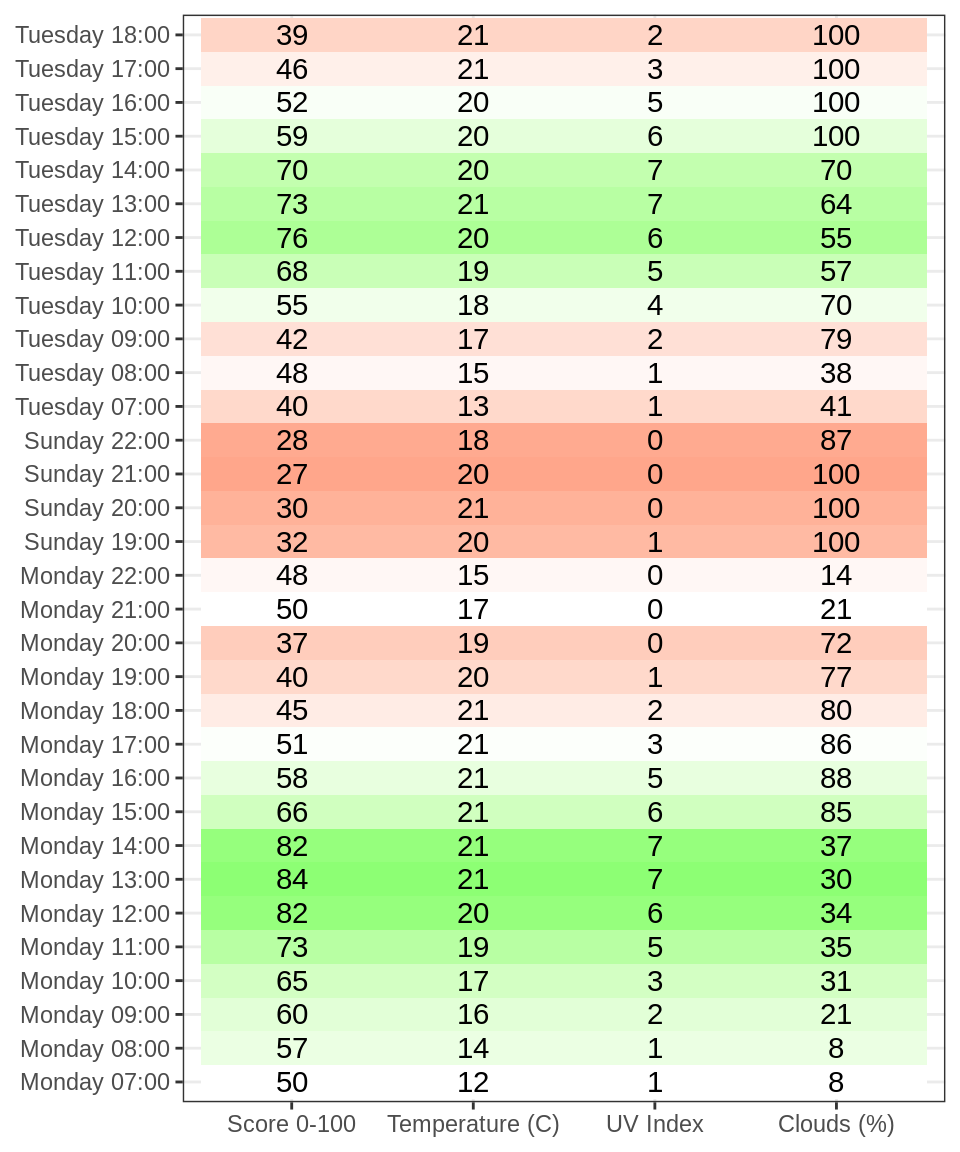 Tuesday 18:00 39 21 2 100
Tuesday 17:00 46 21 3 100
Tuesday 16:00 52 20 5 100
Tuesday 15:00 59 20 6 100
Tuesday 14:00 70 20 7 70
Tuesday 13:00 73 21 7 64
Tuesday 12:00 76 20 6 55
Tuesday 11:00 68 19 5 57
Tuesday 10:00 55 18 4 70
Tuesday 09:00 42 17 2 79
Tuesday 08:00 48 15 1 38
Tuesday 07:00 40 13 1 41
Sunday 22:00 28 18 0 87
Sunday 21:00 27 20 0 100
Sunday 20:00 30 21 0 100
Sunday 19:00 32 20 1 100
Monday 22:00 48 15 0 14
Monday 21:00 50 17 0 21
Monday 20:00 37 19 0 72
Monday 19:00 40 20 1 77
Monday 18:00 45 21 2 80
Monday 17:00 51 21 3 86
Monday 16:00 58 21 5 88
Monday 15:00 66 21 6 85
Monday 14:00 82 21 7 37
Monday 13:00 84 21 7 30
Monday 12:00 82 20 6 34
Monday 11:00 73 19 5 35
Monday 10:00 65 17 3 31
Monday 09:00 60 16 2 21
Monday 08:00 57 14 1 8
Monday 07:00 50 12 1 8
Score 0-100 Temperature (C) UV Index Clouds (%)